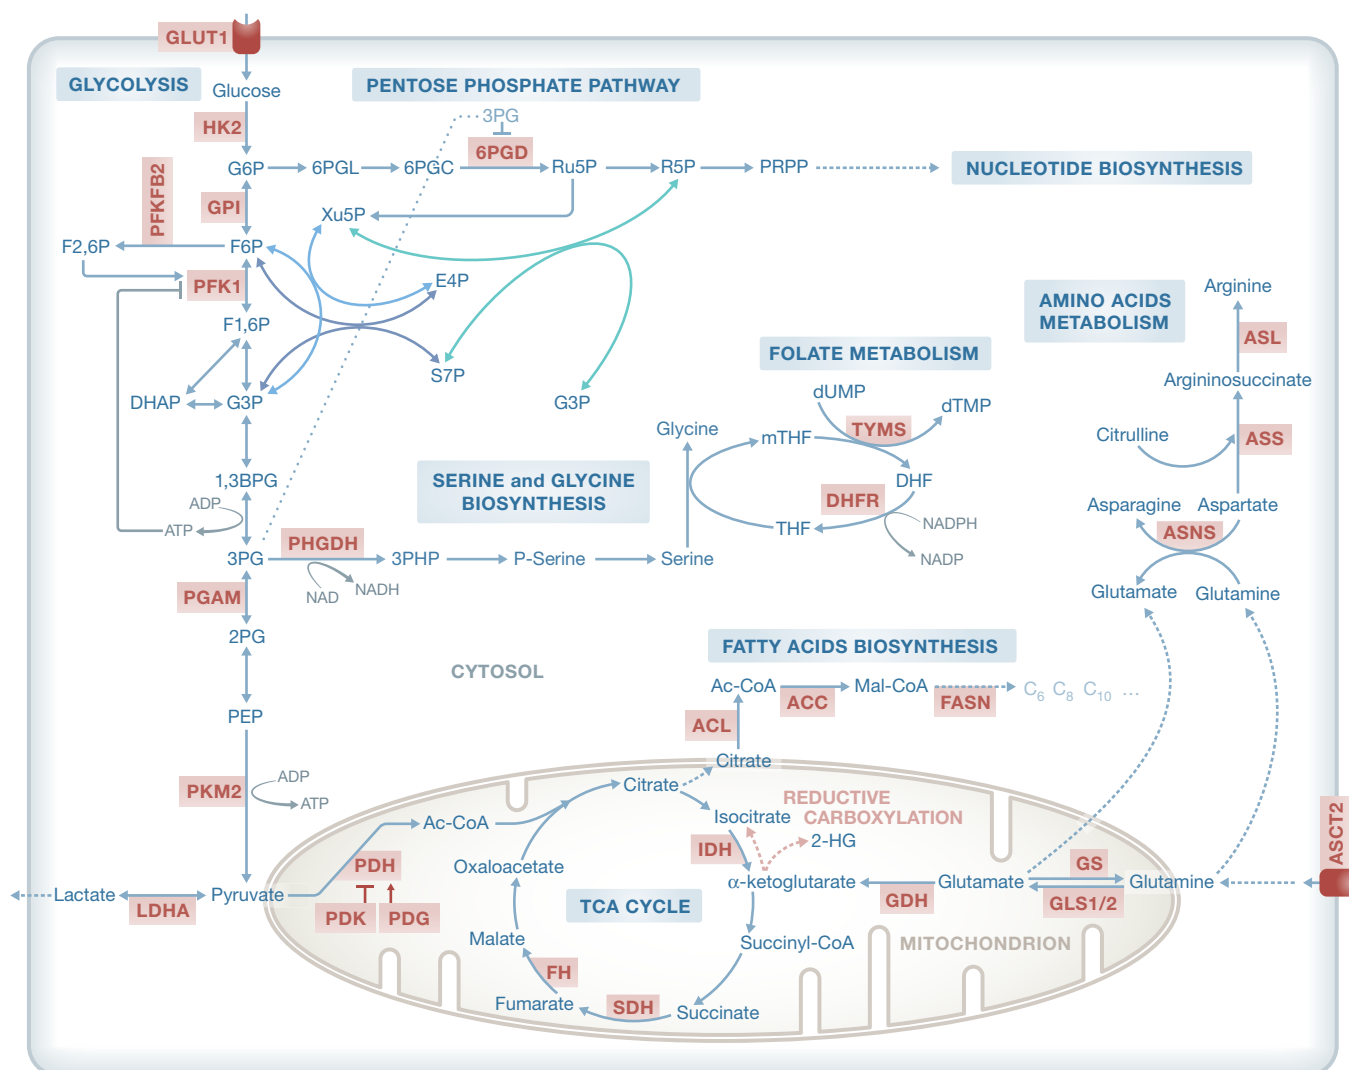 GLUT1
GLYCOLYSIS
Glucose
PENTOSE PHOSPHATE PATHWAY
3PG
HK2
6PGD
G6P
6PGL
6PGC
Ru5P
R5P
PRPP
NUCLEOTIDE BIOSYNTHESIS
PFKFB2
GPI
Xu5P
F2,6P
F6P
PFK1
E4P
F1,6P
S7P
DHAP
G3P
G3P
AMINO ACIDS
METABOLISM
Arginine
ASL
Argininosuccinate
Citrulline
ASS
Asparagine
Aspartate
ASNS
Glutamate
Glutamine
FOLATE METABOLISM
dUMP
dTMP
TYMS
mTHF
DHF
DHFR
THF
NADPH
NADP
Glycine
SERINE and GLYCINE
BIOSYNTHESIS
1,3BPG
ADP
ATP
3PG
PHGDH
3PHP
P-Serine
Serine
NAD
NADH
PGAM
2PG
CYTOSOL
PEP
PKM2
ADP
ATP
FATTY ACIDS BIOSYNTHESIS
Ac-CoA
ACC
Mal-CoA
FASN
C6 C8 C10 ...
ACL
Citrate
Citrate
REDUCTIVE
CARBOXYLATION
Isocitrate
2-HG
IDH
Ac-CoA
PDH
Oxaloacetate
Lactate
LDHA
Pyruvate
PDK
PDG
TCA CYCLE
α-ketoglutarate
GDH
Glutamate
GS
GLS1/2
Glutamine
ASCT2
Malate
Succinyl-CoA
MITOCHONDRION
FH
Fumarate
SDH
Succinate